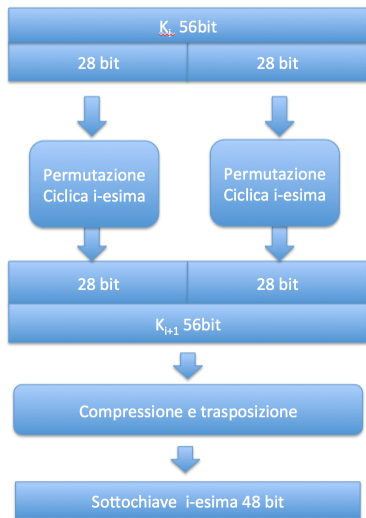 Ki 56bit
28 bit 28 bit
Permutazione
Ciclica i-esima
Permutazione
Ciclica i-esima
28 bit 28 bit
Ki+1 56bit
Compressione e trasposizione
Sottochiave i-esima 48 bit